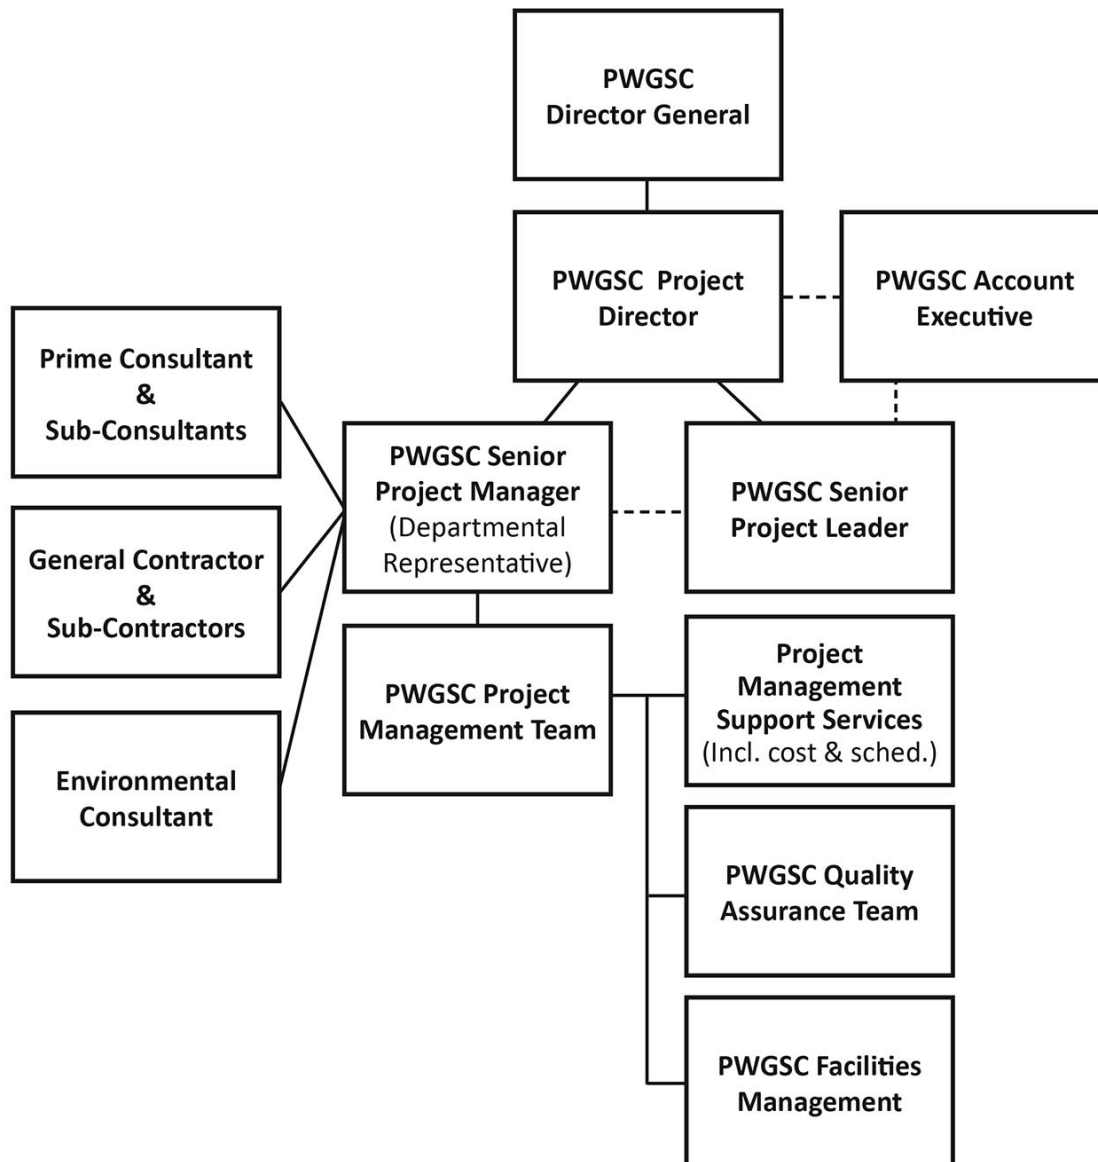 PWGSC
Director General
PWGSC Project
Director
PWGSC Account
Executive
Prime Consultant
&
Sub-Consultants
PWGSC Senior
Project Manager
(Departmental
Representative)
PWGSC Senior
Project Leader
General Contractor
&
Sub-Contractors
PWGSC Project
Management Team
Project
Management
Support Services
(Incl. cost & sched.)
Environmental
Consultant
PWGSC Quality
Assurance Team
PWGSC Facilities
Management